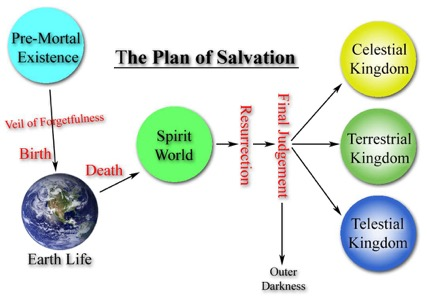 Pre-Mortal
Existence
The Plan of Salvation
Celestial
Kingdom
Veil of Forgetfulness
Birth
Death
Spirit
World
Resurrection
Final Judgement
Terrestrial
Kingdom
Telestial
Kingdom
Earth Life
Outer
Darkness